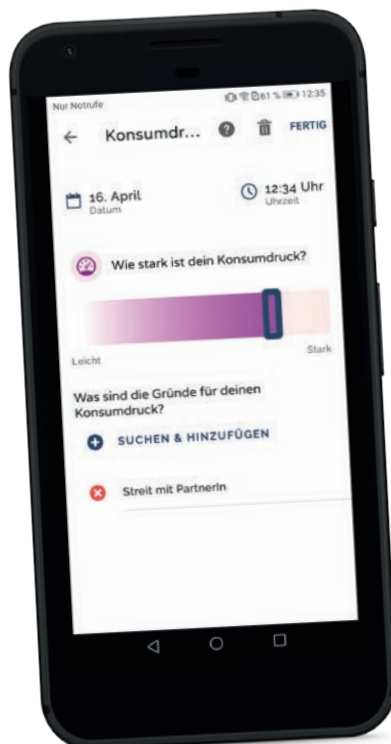 Nur Notrufe 61 % 12:35
Konsumdr... ? FERTIG
16. April 12:34 Uhr
Datum Uhrzeit
Wie stark ist dein Konsumdruck?
Leicht Stark
Was sind die Gründe für deinen
Konsumdruck?
SUCHEN & HINZUFÜGEN
Streit mit PartnerIn